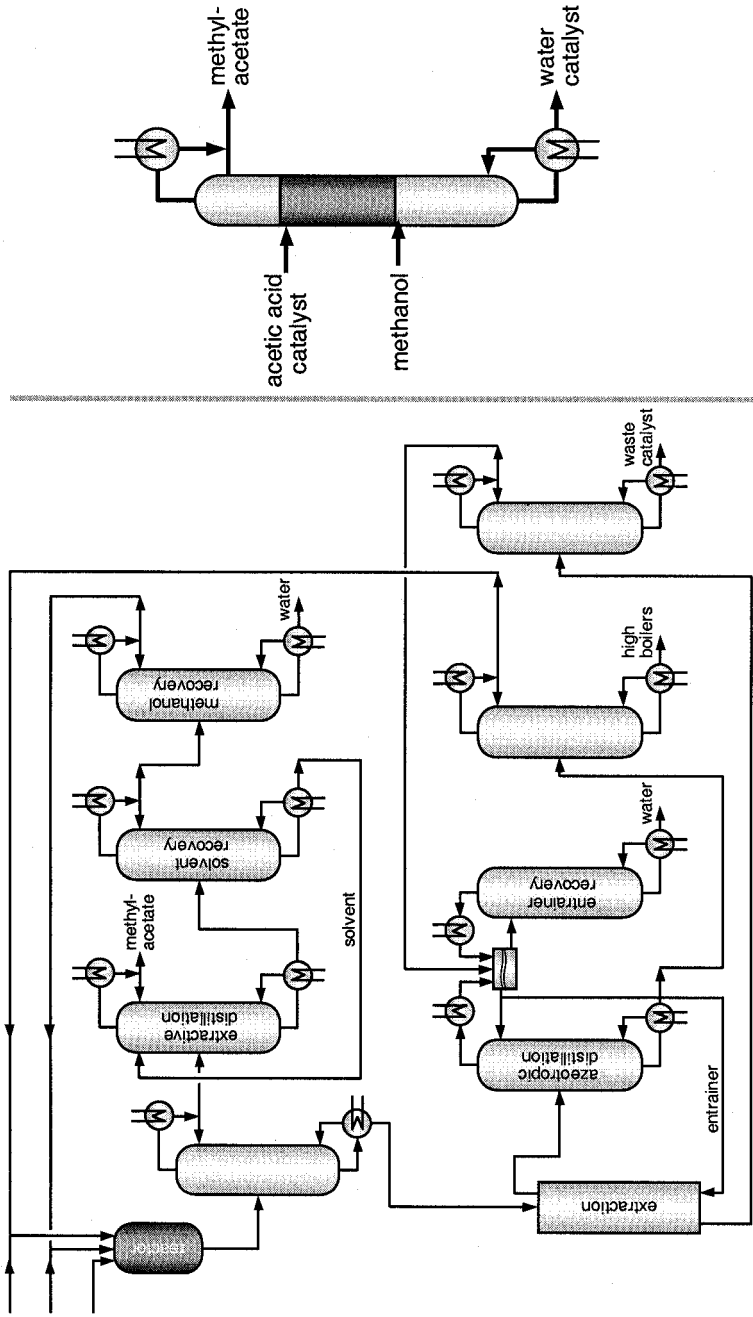 methyl-
acetate
water
catalyst
acetic acid
catalyst
methanol
reactor
extractive
distillation
methyl-
acetate
solvent
recovery
solvent
methanol
recovery
water
extraction
azeotropic
distillation
entrainer
entrainer
recovery
water
high
boilers
waste
catalyst